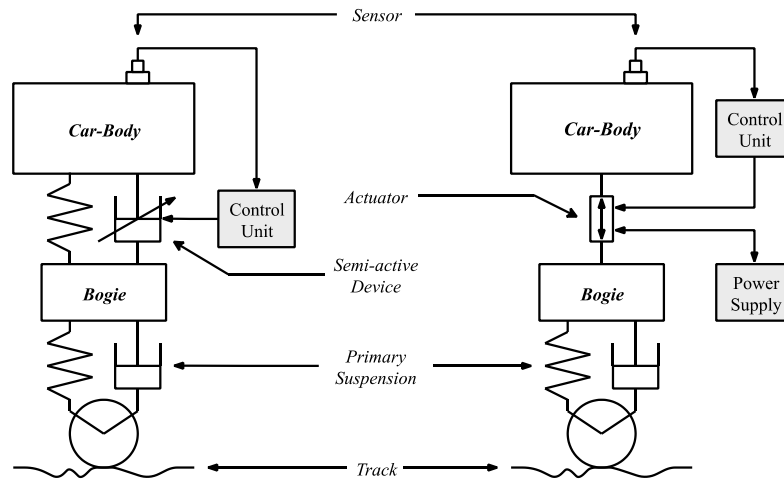 Sensor
Car-Body
Car-Body
Control
Unit
Actuator
Control
Unit
Semi-active
Device
Bogie
Bogie
Power
Supply
Primary
Suspension
Track